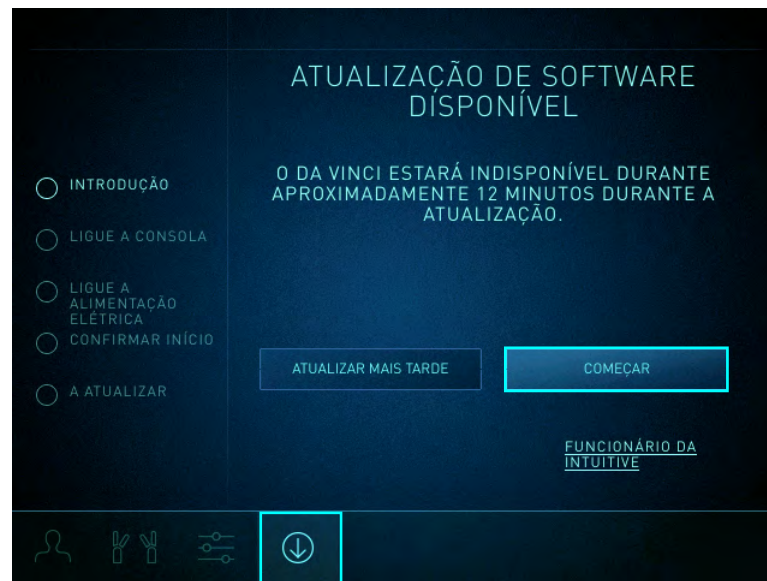 ATUALIZAÇÃO DE SOFTWARE
DISPONÍVEL
O DA VINCI ESTARÁ INDISPONÍVEL DURANTE
APROXIMADAMENTE 12 MINUTOS DURANTE A
ATUALIZAÇÃO.
INTRODUÇÃO
LIGUE A CONSOLA
LIGUE A
ALIMENTAÇÃO
ELÉTRICA
CONFIRMAR INÍCIO
A ATUALIZAR
ATUALIZAR MAIS TARDE
COMEÇAR
FUNCIONÁRIO DA
INTUITIVE